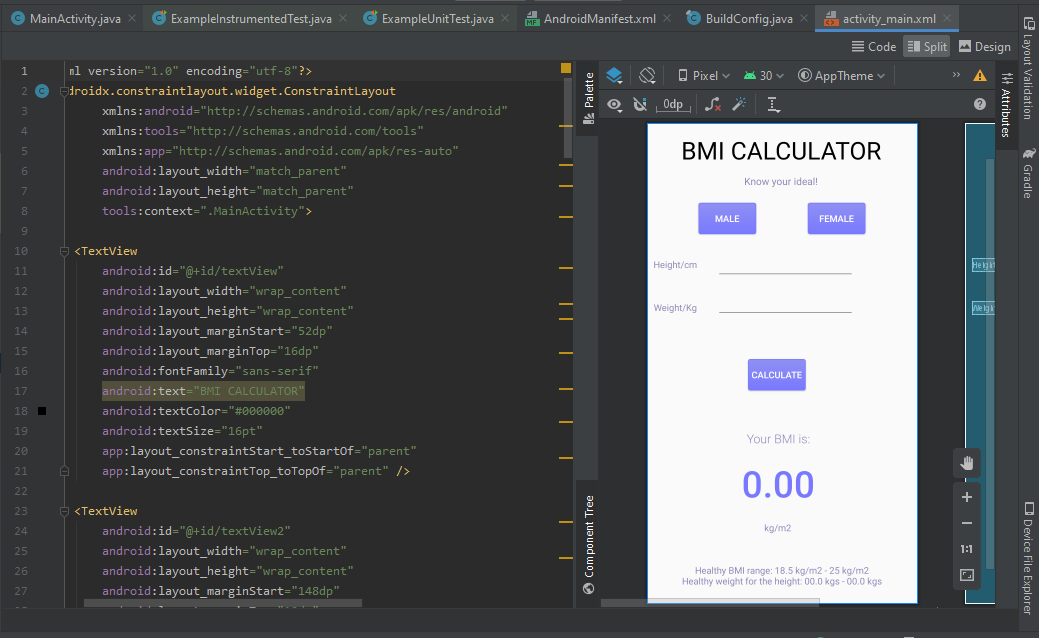 MainActivity.java
ExampleInstrumentedTest.java
ExampleUnitTest.java
AndroidManifest.xml
BuildConfig.java
activity_main.xml
Code
Split
Design
1 ml version="1.0" encoding="utf-8"?>
2 droidx.constraintlayout.widget.ConstraintLayout
3 xmlns:android="http://schemas.android.com/apk/res/android"
4 xmlns:tools="http://schemas.android.com/tools"
5 xmlns:app="http://schemas.android.com/apk/res-auto"
6 android:layout_width="match_parent"
7 android:layout_height="match_parent"
8 tools:context=".MainActivity">
9
10 <TextView
11 android:id="@+id/textView"
12 android:layout_width="wrap_content"
13 android:layout_height="wrap_content"
14 android:layout_marginStart="52dp"
15 android:layout_marginTop="16dp"
16 android:fontFamily="sans-serif"
17 android:text="BMI CALCULATOR"
18 android:textColor="#000000"
19 android:textSize="16pt"
20 app:layout_constraintStart_toStartOf="parent"
21 app:layout_constraintTop_toTopOf="parent" />
22
23 <TextView
24 android:id="@+id/textView2"
25 android:layout_width="wrap_content"
26 android:layout_height="wrap_content"
27 android:layout_marginStart="148dp"
Palette
Component Tree
Pixel
30
AppTheme
0dp
BMI CALCULATOR
Know your ideal!
MALE
FEMALE
Height/cm
Weight/Kg
CALCULATE
Your BMI is:
0.00
kg/m2
Healthy BMI range: 18.5 kg/m2 - 25 kg/m2
Healthy weight for the height: 00.0 kgs - 00.0 kgs
1:1
Attributes
Layout Validation
Gradle
Device File Explorer